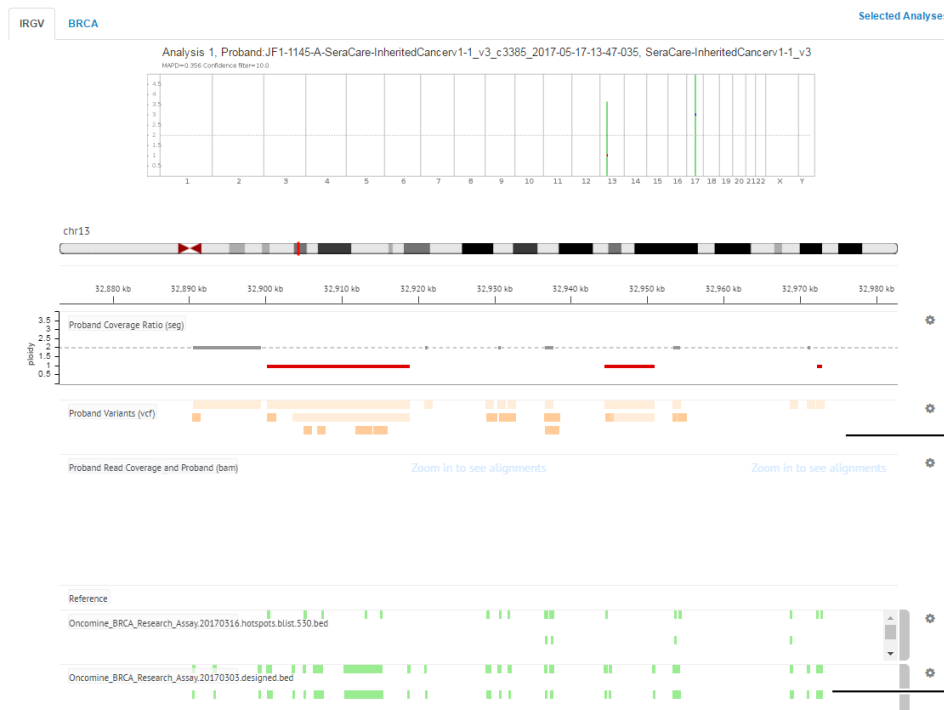 IRGV BRCA Selected Analyses
Analysis 1, Proband:JF1-1145-A-SeraCare-InheritedCancerv1-1_v3_c3385_2017-05-17-13-47-035, SeraCare-InheritedCancerv1-1_v3
MAPD=0.356 Confidence filter=10.0
4.5
4
3.5
3
2.5
2
1.5
1
0.5
1 2 3 4 5 6 7 8 9 10 11 12 13 14 15 16 17 18 19 20 21 22 X Y
chr13
32,880 kb 32,890 kb 32,900 kb 32,910 kb 32,920 kb 32,930 kb 32,940 kb 32,950 kb 32,960 kb 32,970 kb 32,980 kb
Proband Coverage Ratio (seg)
ploidy
3.5
3
2.5
2
1.5
1
0.5
Proband Variants (vcf)
Proband Read Coverage and Proband (bam) Zoom in to see alignments Zoom in to see alignments
Reference
Oncomine_BRCA_Research_Assay.20170316.hotspots.blist.530.bed
Oncomine_BRCA_Research_Assay.20170303.designed.bed